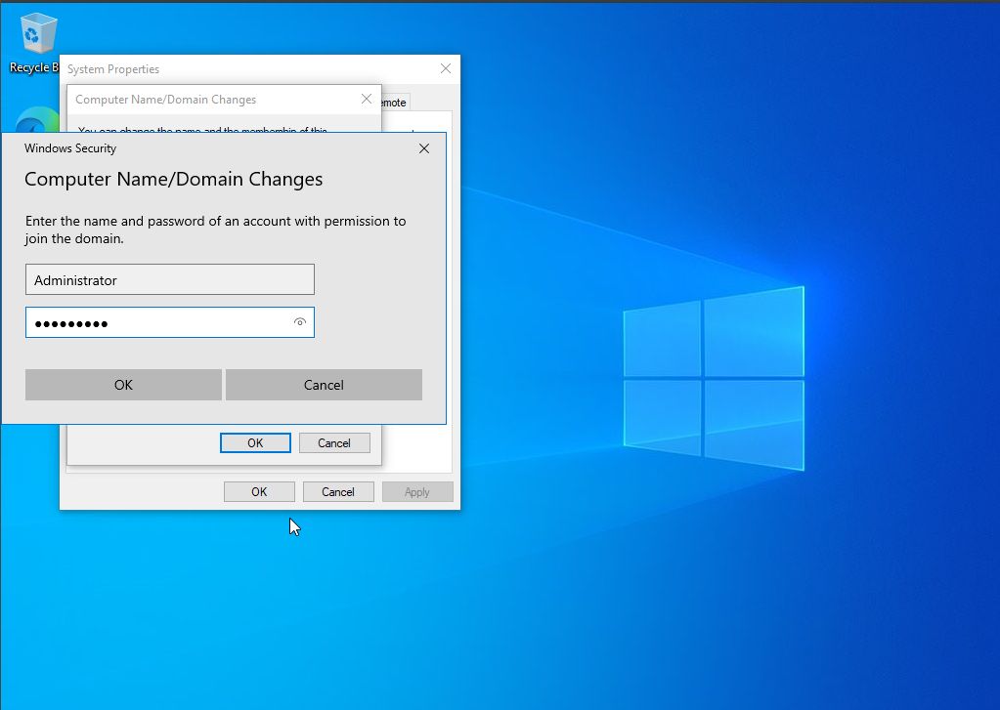 Recycle B
System Properties
Computer Name/Domain Changes
emote
You can change the name and the membership of this
Windows Security
Computer Name/Domain Changes
Enter the name and password of an account with permission to
join the domain.
Administrator
OK
Cancel
OK
Cancel
OK
Cancel
Apply